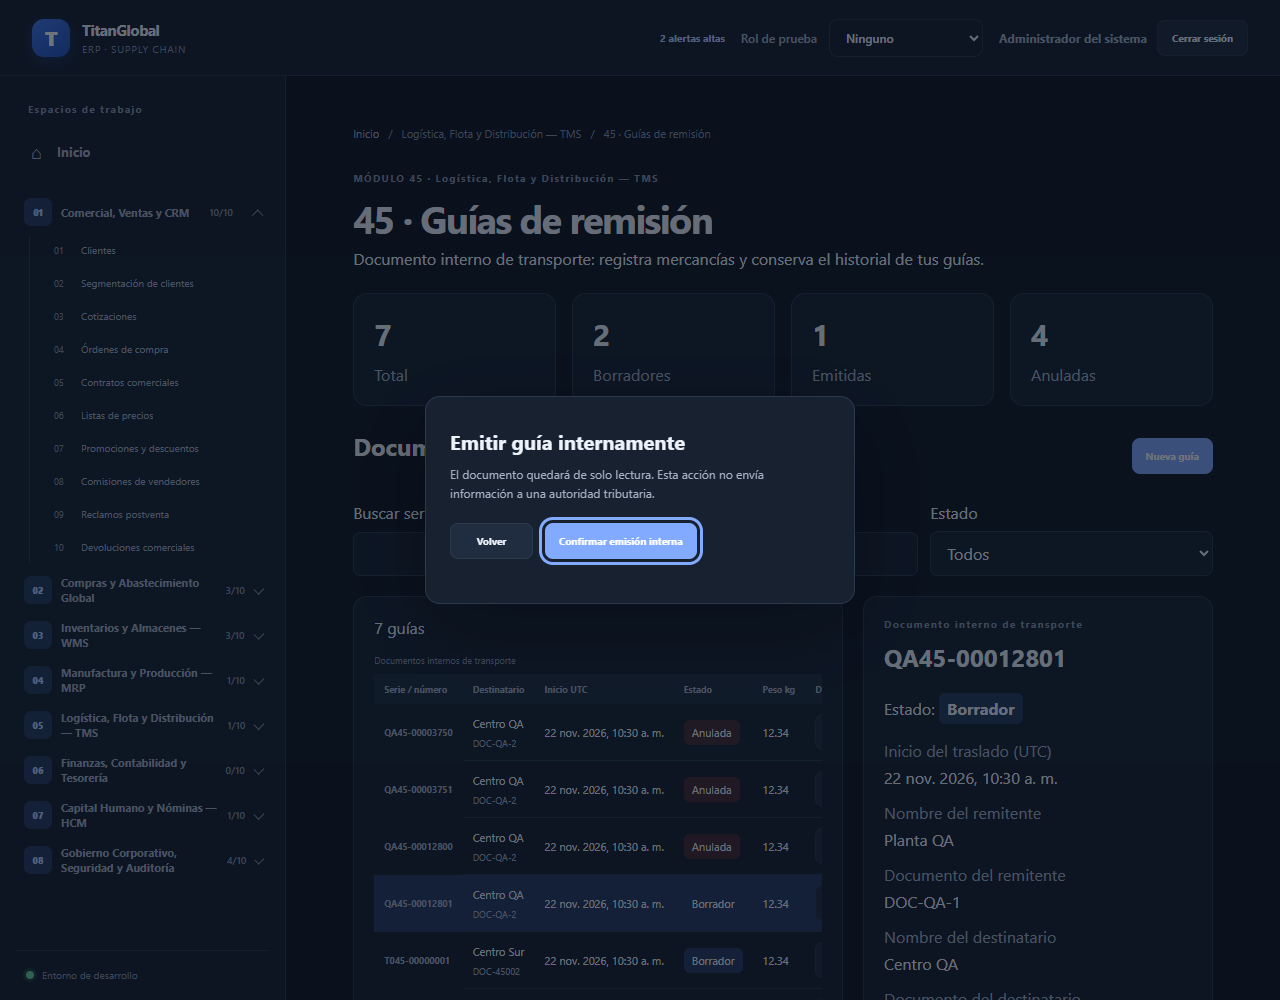 T
TitanGlobal
ERP · SUPPLY CHAIN
2 alertas altas
Rol de prueba
Ninguno
Administrador del sistema
Cerrar sesión
Espacios de trabajo
Inicio
01 Comercial, Ventas y CRM 10/10
01 Clientes
02 Segmentación de clientes
03 Cotizaciones
04 Órdenes de compra
05 Contratos comerciales
06 Listas de precios
07 Promociones y descuentos
08 Comisiones de vendedores
09 Reclamos postventa
10 Devoluciones comerciales
02 Compras y Abastecimiento
Global 3/10
03 Inventarios y Almacenes —
WMS 3/10
04 Manufactura y Producción —
MRP 1/10
05 Logística, Flota y Distribución
— TMS 1/10
06 Finanzas, Contabilidad y
Tesorería 0/10
07 Capital Humano y Nóminas —
HCM 1/10
08 Gobierno Corporativo,
Seguridad y Auditoría 4/10
Entorno de desarrollo
Inicio / Logística, Flota y Distribución — TMS / 45 · Guías de remisión
MÓDULO 45 · Logística, Flota y Distribución — TMS
45 · Guías de remisión
Documento interno de transporte: registra mercancías y conserva el historial de tus guías.
7
Total
2
Borradores
1
Emitidas
4
Anuladas
Docum
Nueva guía
Buscar ser
Estado
Todos
Emitir guía internamente
El documento quedará de solo lectura. Esta acción no envía
información a una autoridad tributaria.
Volver
Confirmar emisión interna
7 guías
Documentos internos de transporte
Serie / número Destinatario Inicio UTC Estado Peso kg D
QA45-00003750 Centro QA
DOC-QA-2 22 nov. 2026, 10:30 a. m. Anulada 12.34
QA45-00003751 Centro QA
DOC-QA-2 22 nov. 2026, 10:30 a. m. Anulada 12.34
QA45-00012800 Centro QA
DOC-QA-2 22 nov. 2026, 10:30 a. m. Anulada 12.34
QA45-00012801 Centro QA
DOC-QA-2 22 nov. 2026, 10:30 a. m. Borrador 12.34
T045-00000001 Centro Sur
DOC-45002 22 nov. 2026, 10:30 a. m. Borrador 12.34
Documento interno de transporte
QA45-00012801
Estado: Borrador
Inicio del traslado (UTC)
22 nov. 2026, 10:30 a. m.
Nombre del remitente
Planta QA
Documento del remitente
DOC-QA-1
Nombre del destinatario
Centro QA
Documento del destinatario